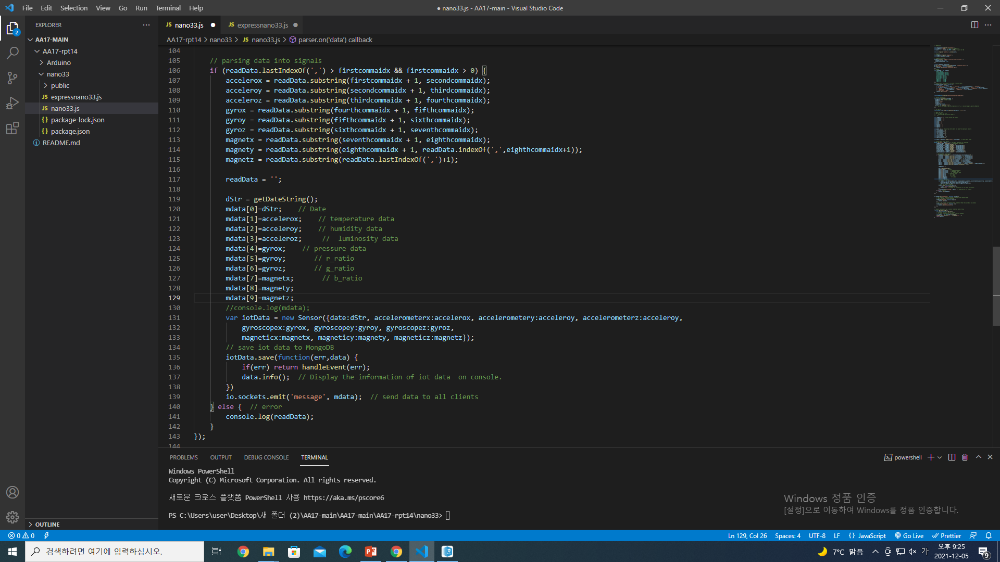 File Edit Selection View Go Run Terminal Help
● nano33.js - AA17-main - Visual Studio Code
EXPLORER
AA17-MAIN
AA17-rpt14
Arduino
nano33
public
JS expressnano33.js
JS nano33.js
{} package-lock.json
{} package.json
README.md
OUTLINE
2
JS nano33.js ●
JS expressnano33.js ●
AA17-rpt14 > nano33 > JS nano33.js > parser.on('data') callback
104
105 // parsing data into signals
106 if (readData.lastIndexOf(',') > firstcommaidx && firstcommaidx > 0) {
107 accelerox = readData.substring(firstcommaidx + 1, secondcommaidx);
108 acceleroy = readData.substring(secondcommaidx + 1, thirdcommaidx);
109 acceleroz = readData.substring(thirdcommaidx + 1, fourthcommaidx);
110 gyrox = readData.substring(fourthcommaidx + 1, fifthcommaidx);
111 gyroy = readData.substring(fifthcommaidx + 1, sixthcommaidx);
112 gyroz = readData.substring(sixthcommaidx + 1, seventhcommaidx);
113 magnetx = readData.substring(seventhcommaidx + 1, eighthcommaidx);
114 magnety = readData.substring(eighthcommaidx + 1, readData.indexOf(',',eighthcommaidx+1));
115 magnetz = readData.substring(readData.lastIndexOf(',')+1);
116
117 readData = '';
118
119 dStr = getDateString();
120 mdata[0]=dStr; // Date
121 mdata[1]=accelerox; // temperature data
122 mdata[2]=acceleroy; // humidity data
123 mdata[3]=acceleroz; // luminosity data
124 mdata[4]=gyrox; // pressure data
125 mdata[5]=gyroy; // r_ratio
126 mdata[6]=gyroz; // g_ratio
127 mdata[7]=magnetx; // b_ratio
128 mdata[8]=magnety;
129 mdata[9]=magnetz;
130 //console.log(mdata);
131 var iotData = new Sensor({date:dStr, accelerometerx:accelerox, accelerometery:acceleroy, accelerometerz:acceleroy,
132 gyroscopex:gyrox, gyroscopey:gyroy, gyroscopez:gyroz,
133 magneticx:magnetx, magneticy:magnety, magneticz:magnetz});
134 // save iot data to MongoDB
135 iotData.save(function(err,data) {
136 if(err) return handleEvent(err);
137 data.info(); // Display the information of iot data on console.
138 })
139 io.sockets.emit('message', mdata); // send data to all clients
140 } else { // error
141 console.log(readData);
142 }
143 });
144
PROBLEMS OUTPUT DEBUG CONSOLE TERMINAL
powershell
Windows PowerShell
Copyright (C) Microsoft Corporation. All rights reserved.
새로운 크로스 플랫폼 PowerShell 사용 https://aka.ms/pscore6
PS C:\Users\user\Desktop\새 폴더 (2)\AA17-main\AA17-main\AA17-rpt14\nano33>
Windows 정품 인증
[설정]으로 이동하여 Windows를 정품 인증합니다.
0 0
Ln 129, Col 26 Spaces: 4 UTF-8 LF {} JavaScript Go Live Prettier
검색하려면 여기에 입력하십시오.
7°C 맑음
가
오후 9:25
2021-12-05
9